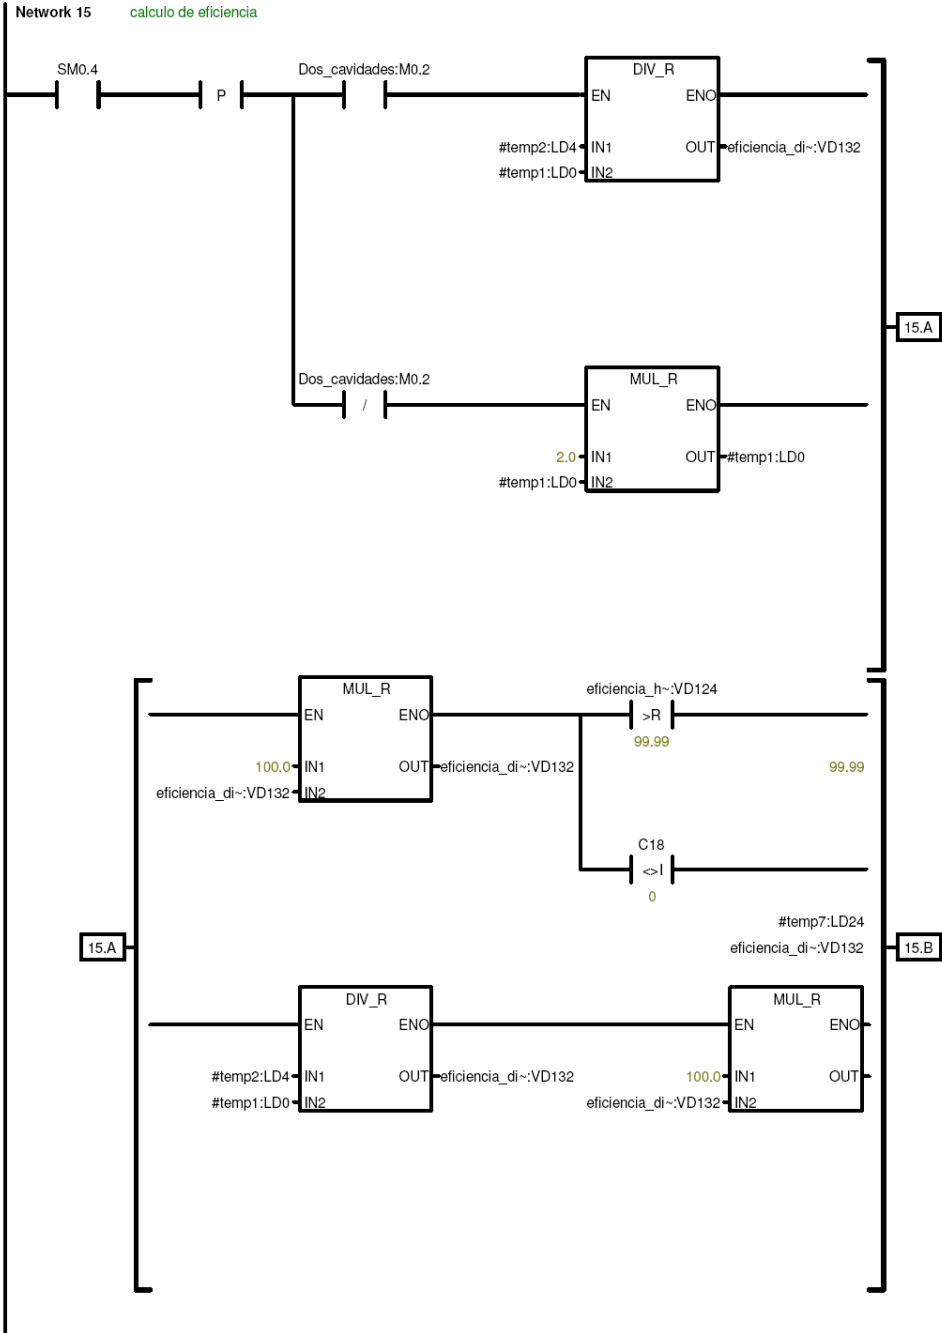 Network 15 calculo de eficiencia
SM0.4
P
Dos_cavidades:M0.2
DIV_R
EN ENO
#temp2:LD4 IN1 OUT eficiencia_di~:VD132
#temp1:LD0 IN2
15.A
Dos_cavidades:M0.2
/
MUL_R
EN ENO
2.0 IN1 OUT #temp1:LD0
#temp1:LD0 IN2
MUL_R
EN ENO
100.0 IN1 OUT eficiencia_di~:VD132
eficiencia_di~:VD132 IN2
eficiencia_h~:VD124
>R
99.99
99.99
C18
<>I
0
#temp7:LD24
eficiencia_di~:VD132
15.A
15.B
DIV_R
EN ENO
#temp2:LD4 IN1 OUT eficiencia_di~:VD132
#temp1:LD0 IN2
MUL_R
EN ENO
100.0 IN1 OUT
eficiencia_di~:VD132 IN2